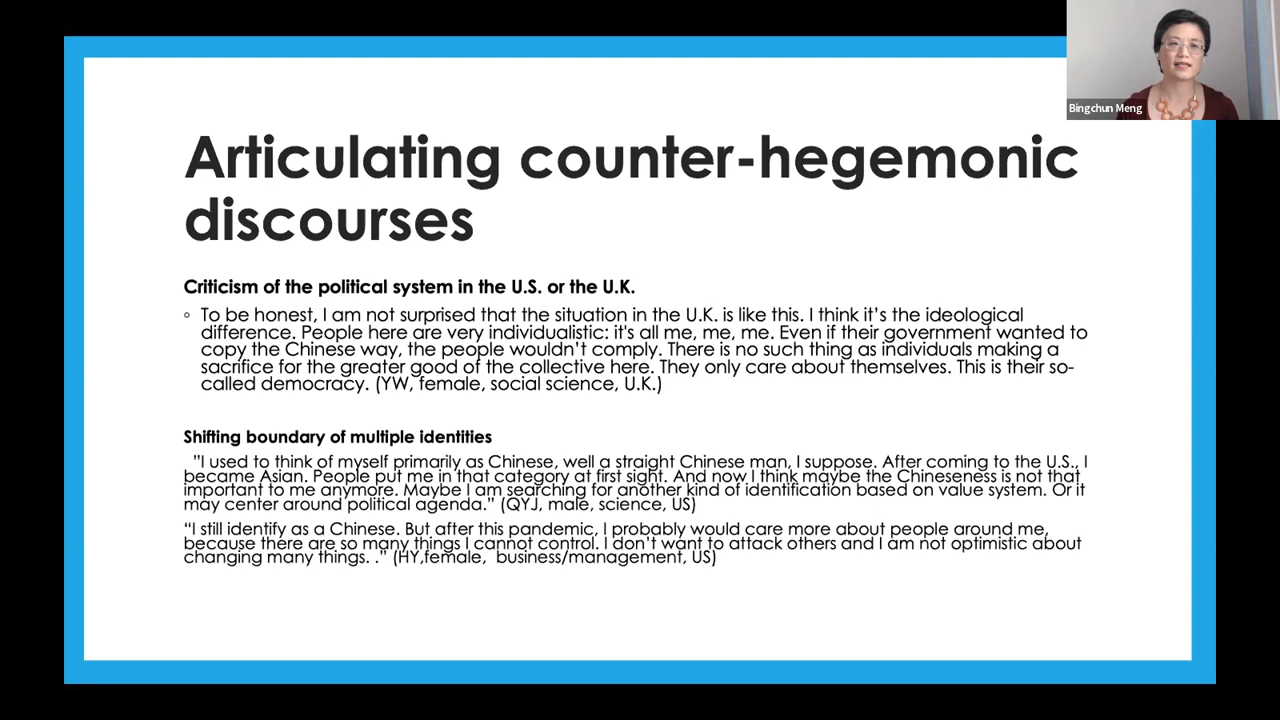 Bingchun Meng
Articulating counter-hegemonic
discourses
Criticism of the political system in the U.S. or the U.K.
◦ To be honest, I am not surprised that the situation in the U.K. is like this. I think it’s the ideological
difference. People here are very individualistic: it's all me, me, me. Even if their government wanted to
copy the Chinese way, the people wouldn’t comply. There is no such thing as individuals making a
sacrifice for the greater good of the collective here. They only care about themselves. This is their so-
called democracy. (YW, female, social science, U.K.)
Shifting boundary of multiple identities
”I used to think of myself primarily as Chinese, well a straight Chinese man, I suppose. After coming to the U.S., I
became Asian. People put me in that category at first sight. And now I think maybe the Chineseness is not that
important to me anymore. Maybe I am searching for another kind of identification based on value system. Or it
may center around political agenda.” (QYJ, male, science, US)
“I still identify as a Chinese. But after this pandemic, I probably would care more about people around me,
because there are so many things I cannot control. I don’t want to attack others and I am not optimistic about
changing many things. .” (HY,female, business/management, US)